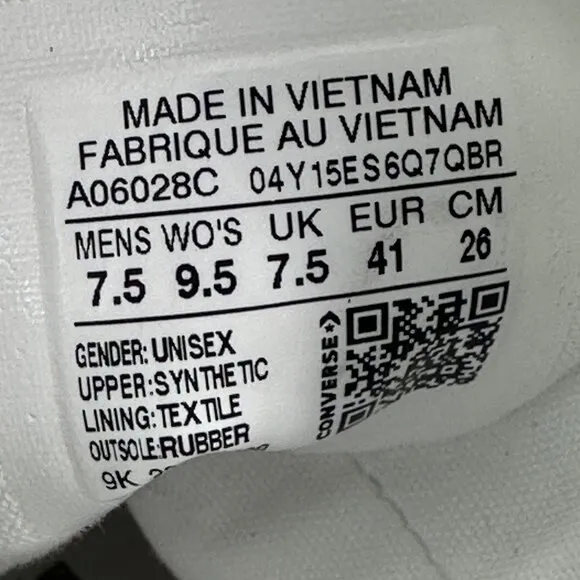 MADE IN VIETNAM
FABRIQUE AU VIETNAM
A06028C 04Y15ES6Q7QBR
MENS WO'S UK EUR CM
7.5 9.5 7.5 41 26
GENDER: UNISEX
UPPER:SYNTHETIC
LINING:TEXTILE
OUTSOLE:RUBBER
9K
CONVERSE